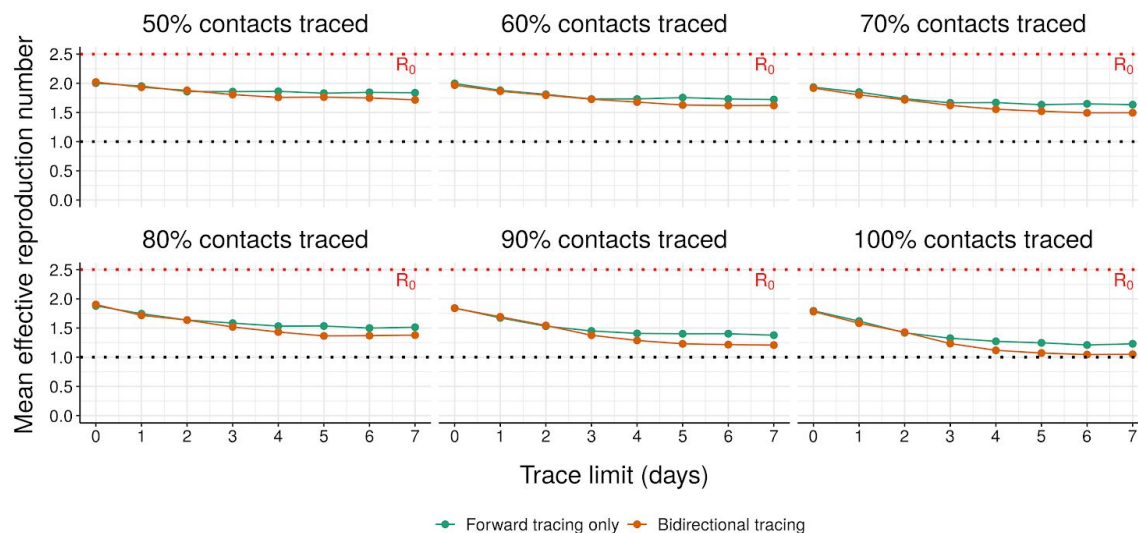 50% contacts traced
60% contacts traced
70% contacts traced
Mean effective reproduction number
2.5
2.0
1.5
1.0
0.5
0.0
R0
R0
R0
80% contacts traced
90% contacts traced
100% contacts traced
2.5
2.0
1.5
1.0
0.5
0.0
R0
R0
R0
0 1 2 3 4 5 6 7
0 1 2 3 4 5 6 7
0 1 2 3 4 5 6 7
Trace limit (days)
Forward tracing only
Bidirectional tracing